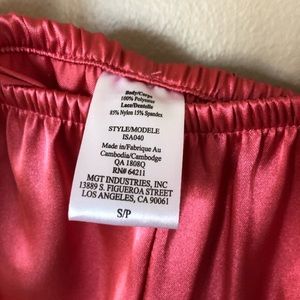 Body/Corps
100% Polyester
Lace/Dentelle
85% Nylon 15% Spandex
STYLE/MODELE
ISA040
Made in/Fabrique Au
Cambodia/Cambodge
QA 1808Q
RN# 64211
MGT INDUSTRIES, INC
13889 S. FIGUEROA STREET
LOS ANGELES, CA 90061
S/P